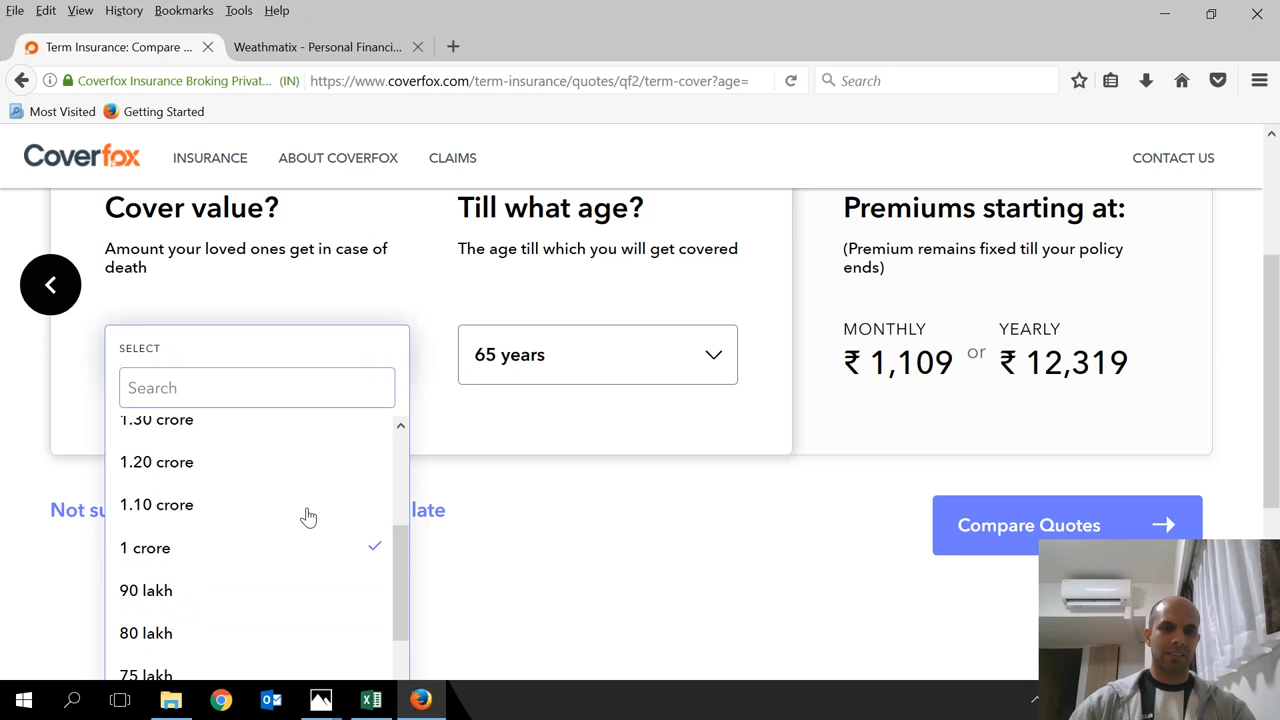 File Edit View History Bookmarks Tools Help
Term Insurance: Compare ... Weathmatix - Personal Financi...
Coverfox Insurance Broking Privat... (IN) https://www.coverfox.com/term-insurance/quotes/qf2/term-cover?age= Search
Most Visited Getting Started
Coverfox INSURANCE ABOUT COVERFOX CLAIMS CONTACT US
Cover value? Till what age? Premiums starting at:
Amount your loved ones get in case of
death
The age till which you will get covered
(Premium remains fixed till your policy
ends)
SELECT
Search
65 years
MONTHLY YEARLY
₹ 1,109 or ₹ 12,319
1.30 crore
1.20 crore
1.10 crore
1 crore
90 lakh
80 lakh
75 lakh
Not
Compare Quotes